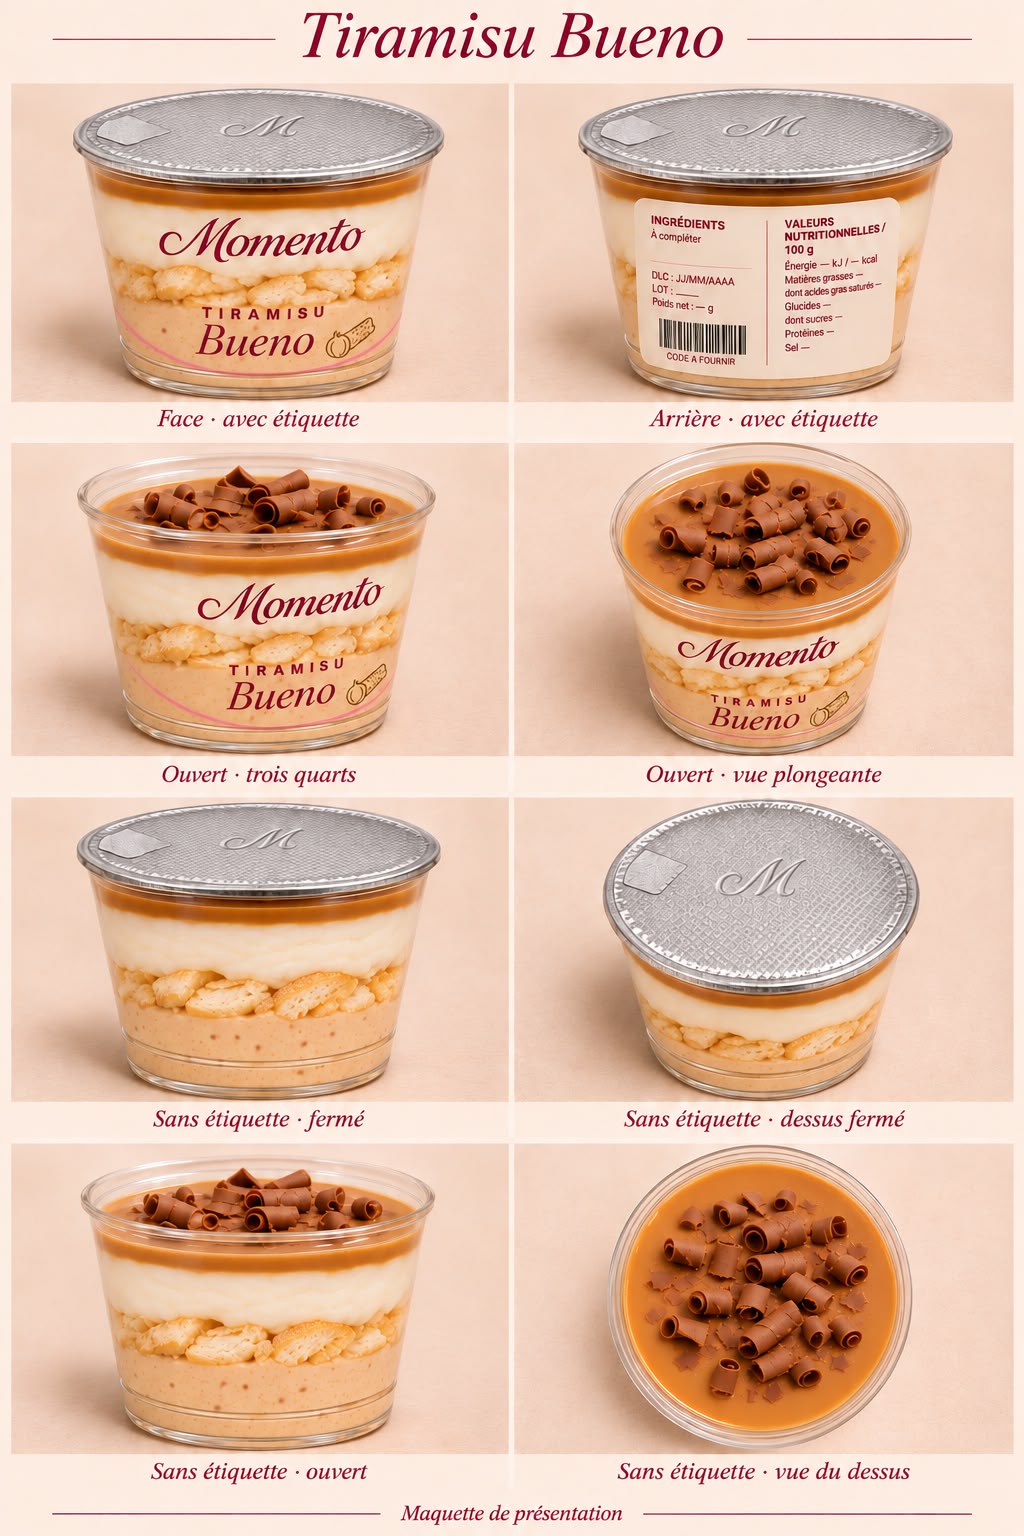 Tiramisu Bueno
M
Momento
TIRAMISU
Bueno
Face · avec étiquette
M
INGRÉDIENTS
À compléter
DLC : JJ/MM/AAAA
LOT : ____
Poids net : — g
CODE A FOURNIR
VALEURS
NUTRITIONNELLES /
100 g
Énergie — kJ / — kcal
Matières grasses —
dont acides gras saturés —
Glucides —
dont sucres —
Protéines —
Sel —
Arrière · avec étiquette
Momento
TIRAMISU
Bueno
Ouvert · trois quarts
Momento
TIRAMISU
Bueno
Ouvert · vue plongeante
M
Sans étiquette · fermé
M
Sans étiquette · dessus fermé
Sans étiquette · ouvert
Sans étiquette · vue du dessus
Maquette de présentation